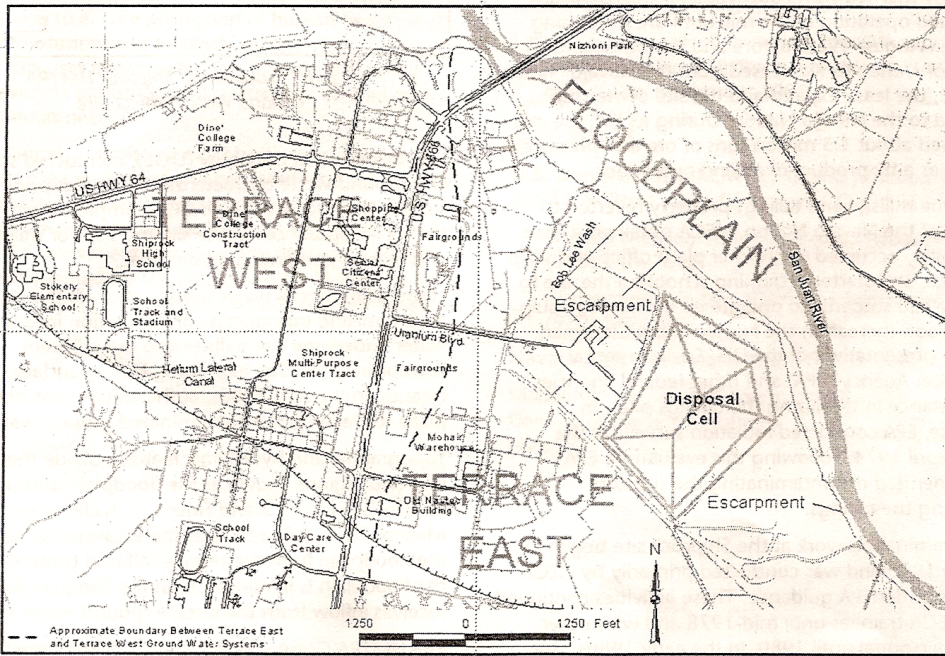 Nizhoni Park
FLOODPLAIN
Dine'
College
Farm
US HWY 64
US HWY 666
TERRACE
WEST
Shopping
Center
Dine'
College
Construction
Tract
Fairgrounds
Shiprock
High
School
Citizens
Center
Stokely
Elementary
School
School
Track and
Stadium
Bob Lee Wash
San Juan River
Escarpment
Uranium Blvd.
Helium Lateral
Canal
Shiprock
Multi-Purpose
Center Tract
Fairgrounds
Disposal
Cell
Mohair
Warehouse
TERRACE
EAST
Old
Building
Escarpment
School
Track
Day Care
Center
N
Approximate Boundary Between Terrace East
and Terrace West Ground Water Systems
1250 0 1250 Feet